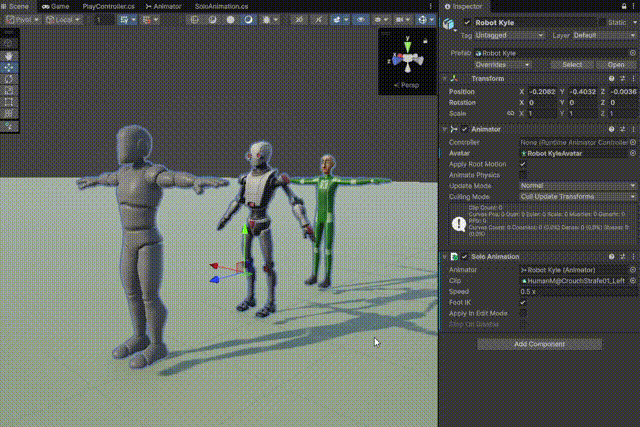 Scene Game PlayController.cs Animator SoloAnimation.cs
Pivot Local 1
y
x
< Persp
Inspector
Robot Kyle Static
Tag Untagged Layer Default
Prefab Robot Kyle
Overrides Select Open
Transform
Position X -0.2062 Y -0.4032 Z -0.0036
Rotation X 0 Y 0 Z 0
Scale X 1 Y 1 Z 1
Animator
Controller None (Runtime Animator Controller
Avatar Robot KyleAvatar
Apply Root Motion
Animate Physics
Update Mode Normal
Culling Mode Cull Update Transforms
Clip Count: 0
Curves Pos: 0 Quat: 0 Euler: 0 Scale: 0 Muscles: 0 Generic: 0
PPtr: 0
Curves Count: 0 Constant: 0 (0.0%) Dense: 0 (0.0%) Stream: 0
(0.0%)
Solo Animation
Animator Robot Kyle (Animator)
Clip HumanM@CrouchStrafe01_Left
Speed 0.5 x
Foot IK
Apply In Edit Mode
Stop On Disable
Add Component